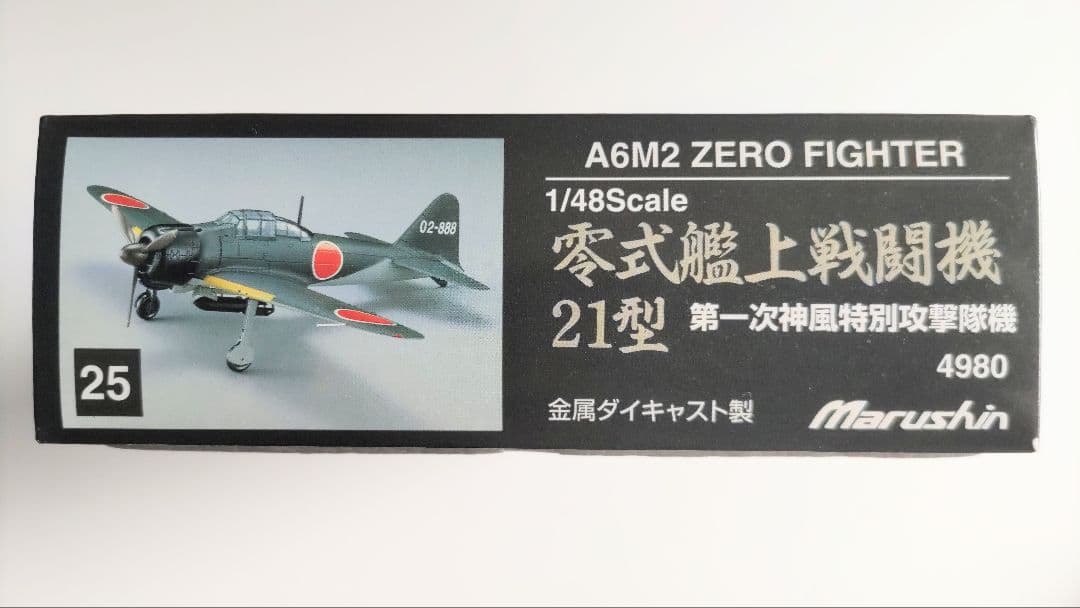 A6M2 ZERO FIGHTER
1/48Scale
零式艦上戦闘機
21型 第一次神風特別攻撃隊機
4980
金属ダイキャスト製 Marushin
02-888
25